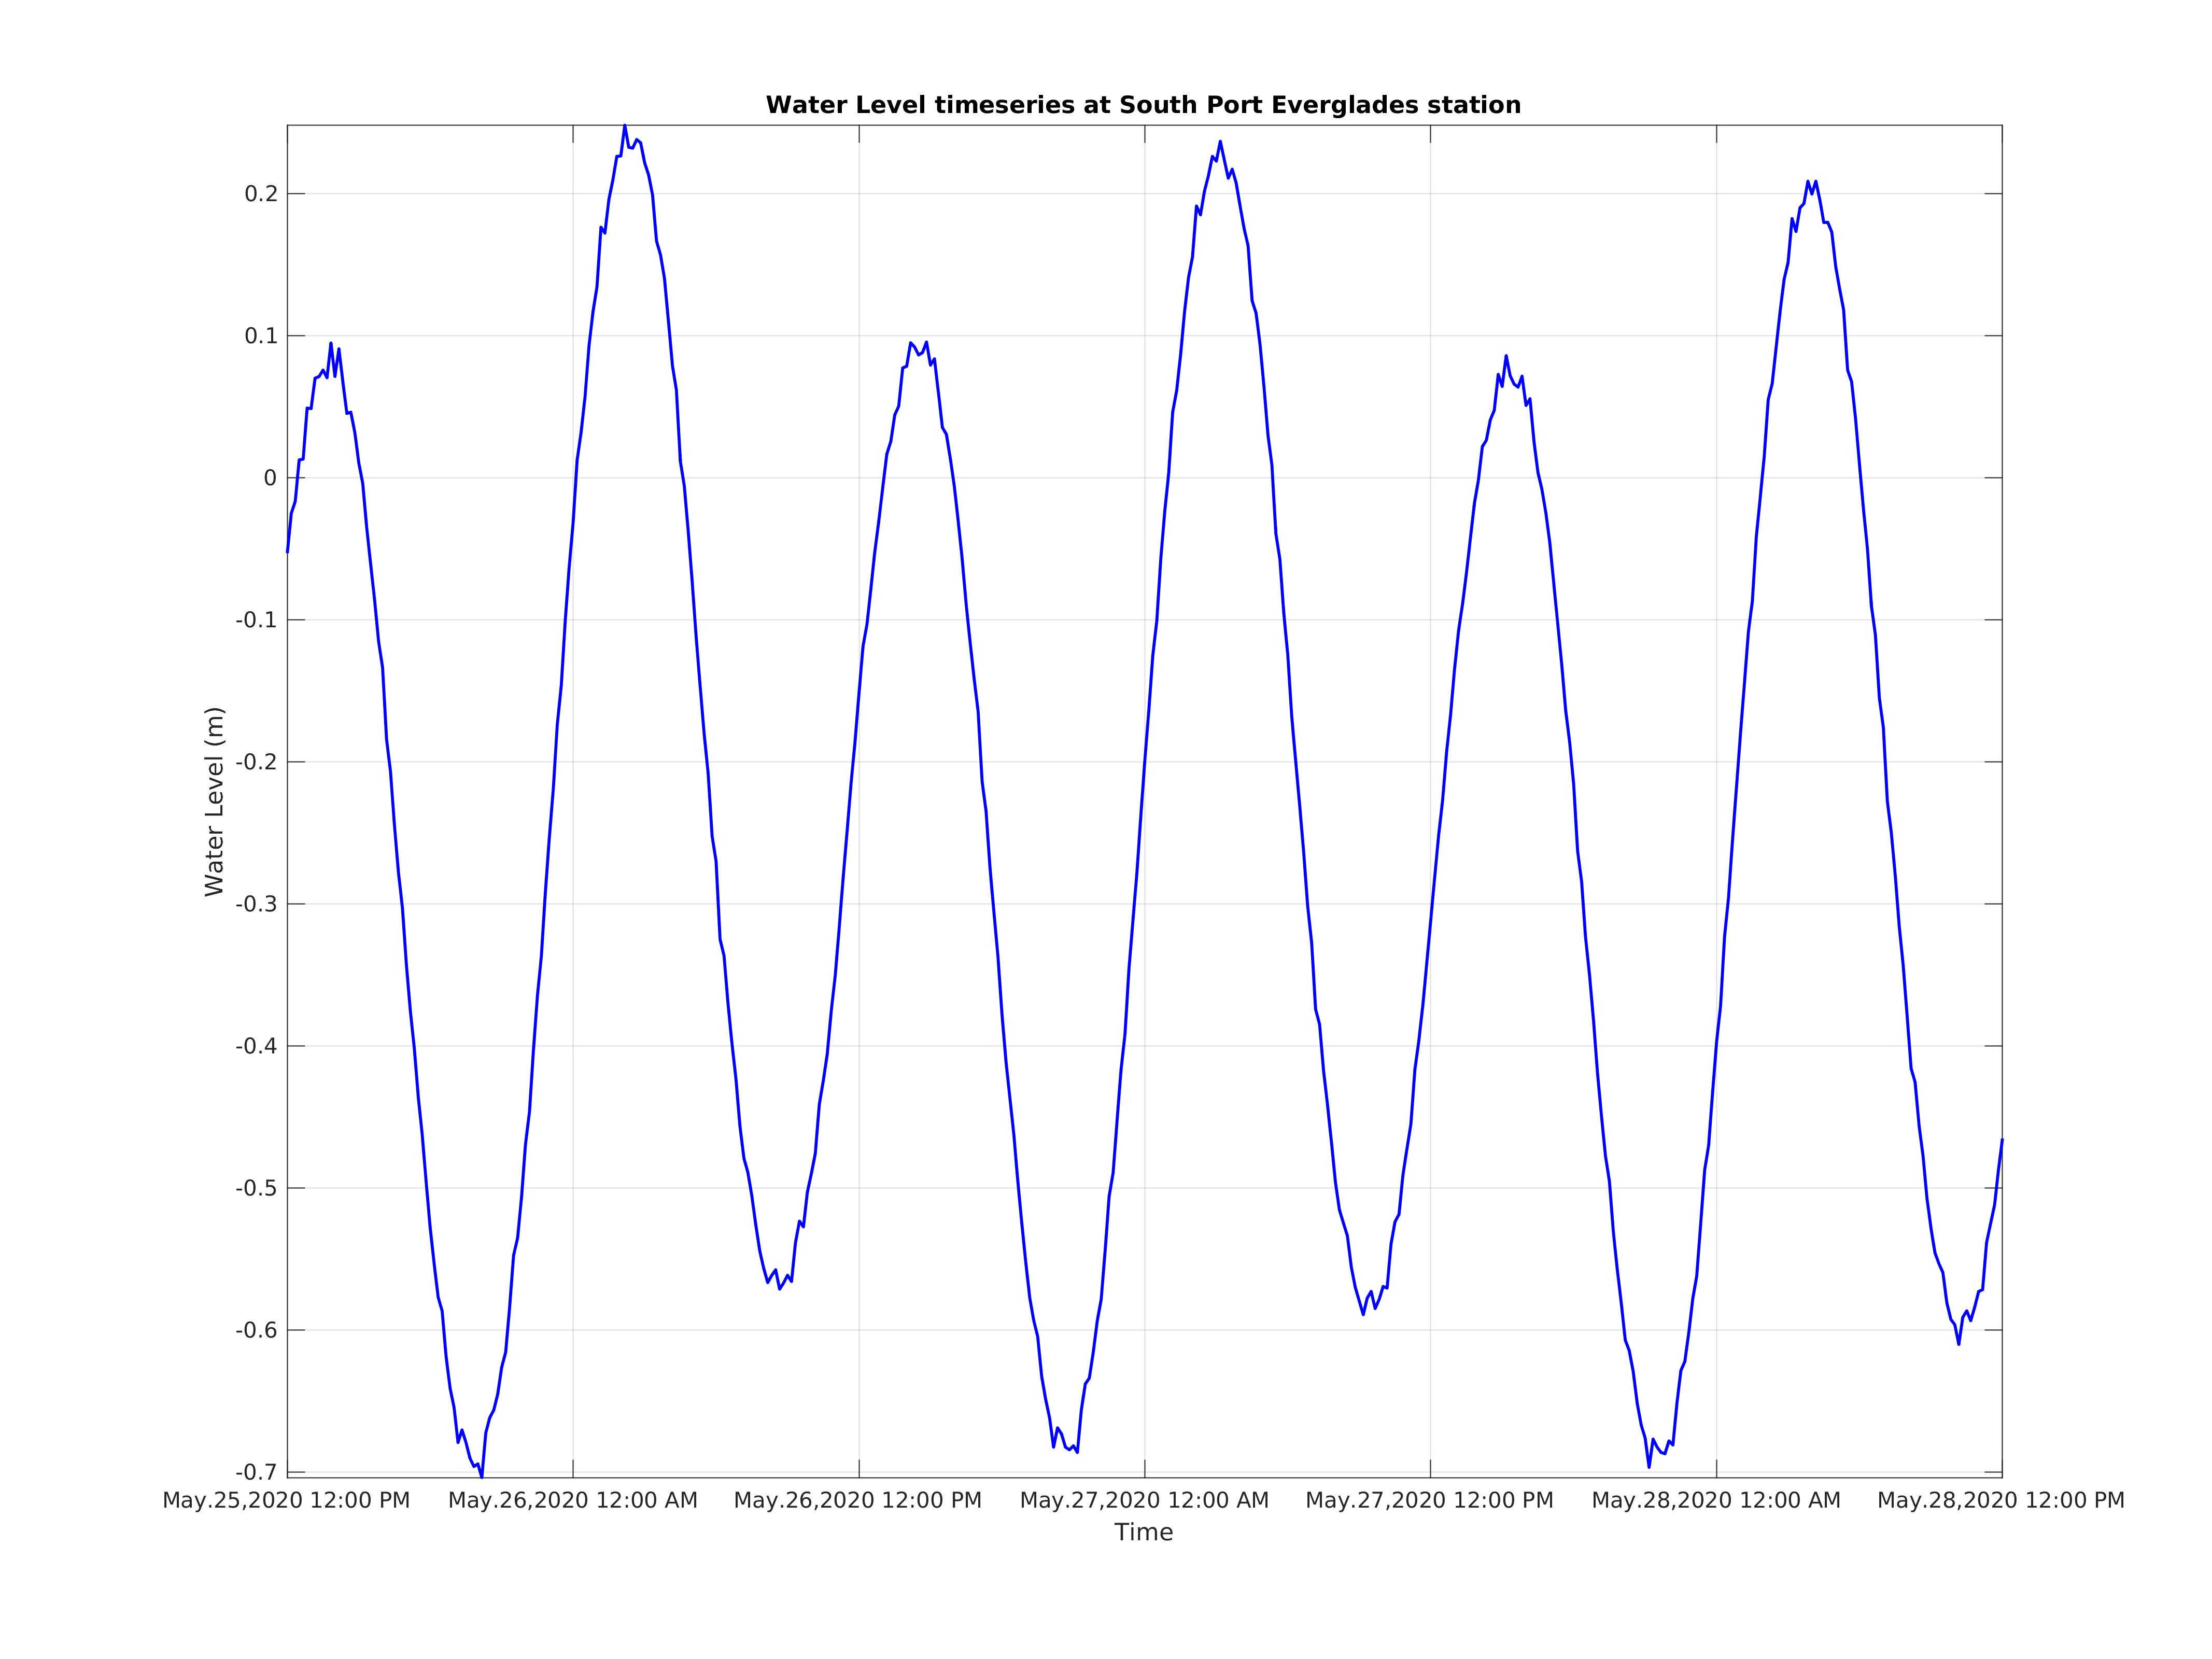 Water Level timeseries at South Port Everglades station
0.2
0.1
0
-0.1
-0.2
-0.3
-0.4
-0.5
-0.6
-0.7
Water Level (m)
May.25,2020 12:00 PM May.26,2020 12:00 AM May.26,2020 12:00 PM May.27,2020 12:00 AM May.27,2020 12:00 PM May.28,2020 12:00 AM May.28,2020 12:00 PM
Time